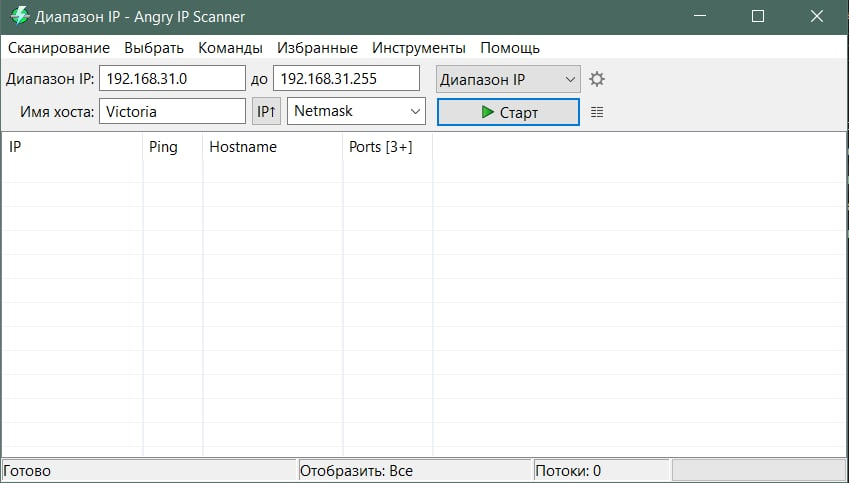 Диапазон IP - Angry IP Scanner
Сканирование Выбрать Команды Избранные Инструменты Помощь
Диапазон IP: 192.168.31.0 до 192.168.31.255 Диапазон IP
Имя хоста: Victoria IP↑ Netmask Старт
IP Ping Hostname Ports [3+]
Готово Отобразить: Все Потоки: 0